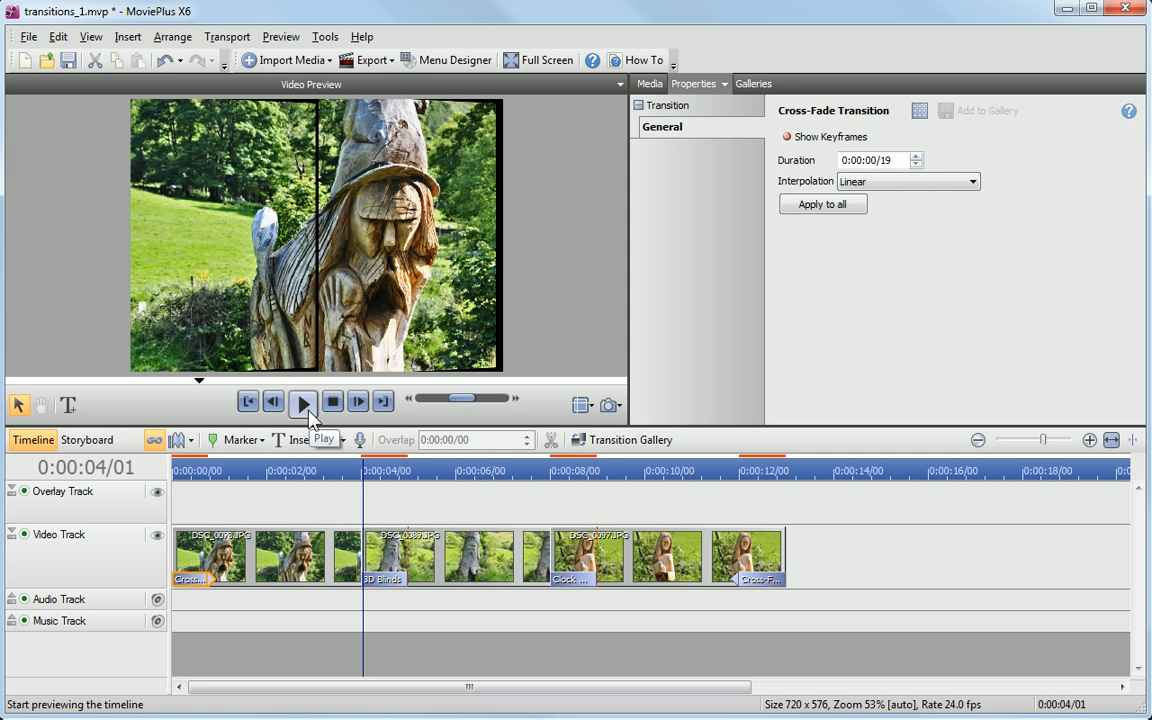 transitions_1.mvp * - MoviePlus X6
File Edit View Insert Arrange Transport Preview Tools Help
Import Media Export Menu Designer Full Screen How To
Video Preview
Media Properties Galleries
Transition
General
Cross-Fade Transition Add to Gallery
Show Keyframes
Duration 0:00:00/19
Interpolation Linear
Apply to all
Timeline Storyboard Marker Inse Play Overlap 0:00:00/00 Transition Gallery
0:00:04/01
0:00:00/00 0:00:02/00 0:00:04/00 0:00:06/00 0:00:08/00 0:00:10/00 0:00:12/00 0:00:14/00 0:00:16/00 0:00:18/00 0:0
Overlay Track
Video Track
Cross... 3D Blinds Clock ... Cross-F...
Audio Track
Music Track
Start previewing the timeline
Size 720 x 576, Zoom 53% [auto], Rate 24.0 fps 0:00:04/01